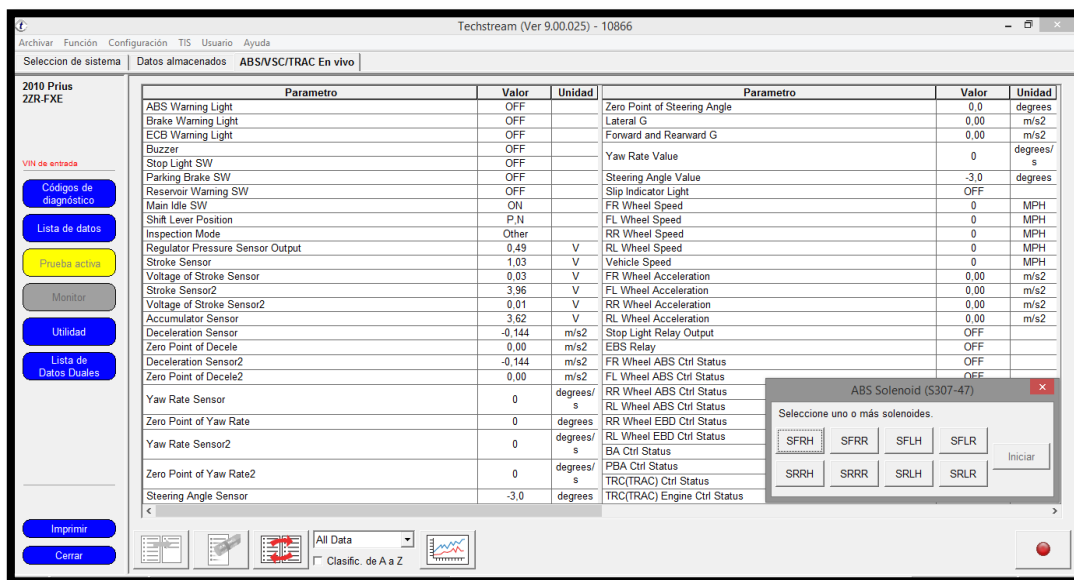 Techstream (Ver 9.00.025) - 10866
Archivar Función Configuración TIS Usuario Ayuda
Seleccion de sistema Datos almacenados ABS/VSC/TRAC En vivo
2010 Prius
2ZR-FXE
VIN de entrada
Códigos de
diagnóstico
Lista de datos
Prueba activa
Monitor
Utilidad
Lista de
Datos Duales
Imprimir
Cerrar
Parametro Valor Unidad
ABS Warning Light OFF
Brake Warning Light OFF
ECB Warning Light OFF
Buzzer OFF
Stop Light SW OFF
Parking Brake SW OFF
Reservoir Warning SW OFF
Main Idle SW ON
Shift Lever Position P,N
Inspection Mode Other
Regulator Pressure Sensor Output 0,49 V
Stroke Sensor 1,03 V
Voltage of Stroke Sensor 0,03 V
Stroke Sensor2 3,96 V
Voltage of Stroke Sensor2 0,01 V
Accumulator Sensor 3,62 V
Deceleration Sensor -0,144 m/s2
Zero Point of Decele 0,00 m/s2
Deceleration Sensor2 -0,144 m/s2
Zero Point of Decele2 0,00 m/s2
Yaw Rate Sensor 0 degrees/
s
Zero Point of Yaw Rate 0 degrees
Yaw Rate Sensor2 0 degrees/
s
Zero Point of Yaw Rate2 0 degrees/
s
Steering Angle Sensor -3,0 degrees
Parametro Valor Unidad
Zero Point of Steering Angle 0,0 degrees
Lateral G 0,00 m/s2
Forward and Rearward G 0,00 m/s2
Yaw Rate Value 0 degrees/
s
Steering Angle Value -3,0 degrees
Slip Indicator Light OFF
FR Wheel Speed 0 MPH
FL Wheel Speed 0 MPH
RR Wheel Speed 0 MPH
RL Wheel Speed 0 MPH
Vehicle Speed 0 MPH
FR Wheel Acceleration 0,00 m/s2
FL Wheel Acceleration 0,00 m/s2
RR Wheel Acceleration 0,00 m/s2
RL Wheel Acceleration 0,00 m/s2
Stop Light Relay Output OFF
EBS Relay OFF
FR Wheel ABS Ctrl Status OFF
FL Wheel ABS Ctrl Status OFF
RR Wheel ABS Ctrl Status
RL Wheel ABS Ctrl Status
RR Wheel EBD Ctrl Status
RL Wheel EBD Ctrl Status
BA Ctrl Status
PBA Ctrl Status
TRC(TRAC) Ctrl Status
TRC(TRAC) Engine Ctrl Status
ABS Solenoid (S307-47)
Seleccione uno o más solenoides.
SFRH SFRR SFLH SFLR
Iniciar
SRRH SRRR SRLH SRLR
All Data
Clasific. de A a Z